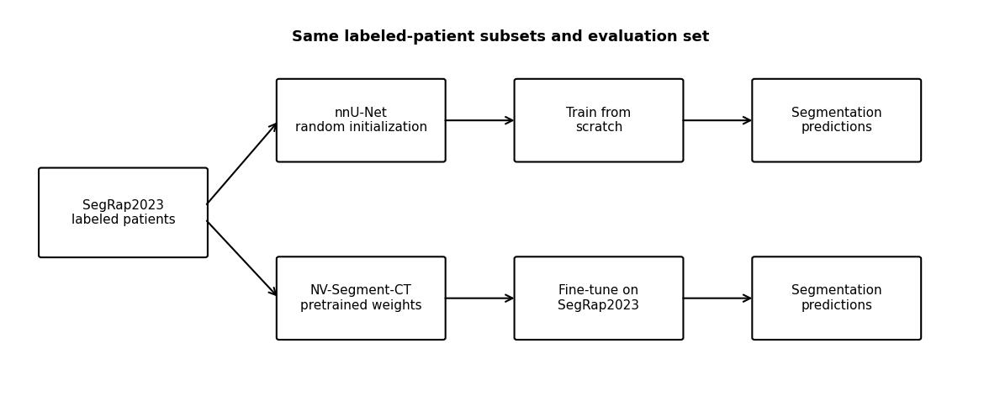 Same labeled-patient subsets and evaluation set
SegRap2023
labeled patients
nnU-Net
random initialization
Train from
scratch
Segmentation
predictions
NV-Segment-CT
pretrained weights
Fine-tune on
SegRap2023
Segmentation
predictions